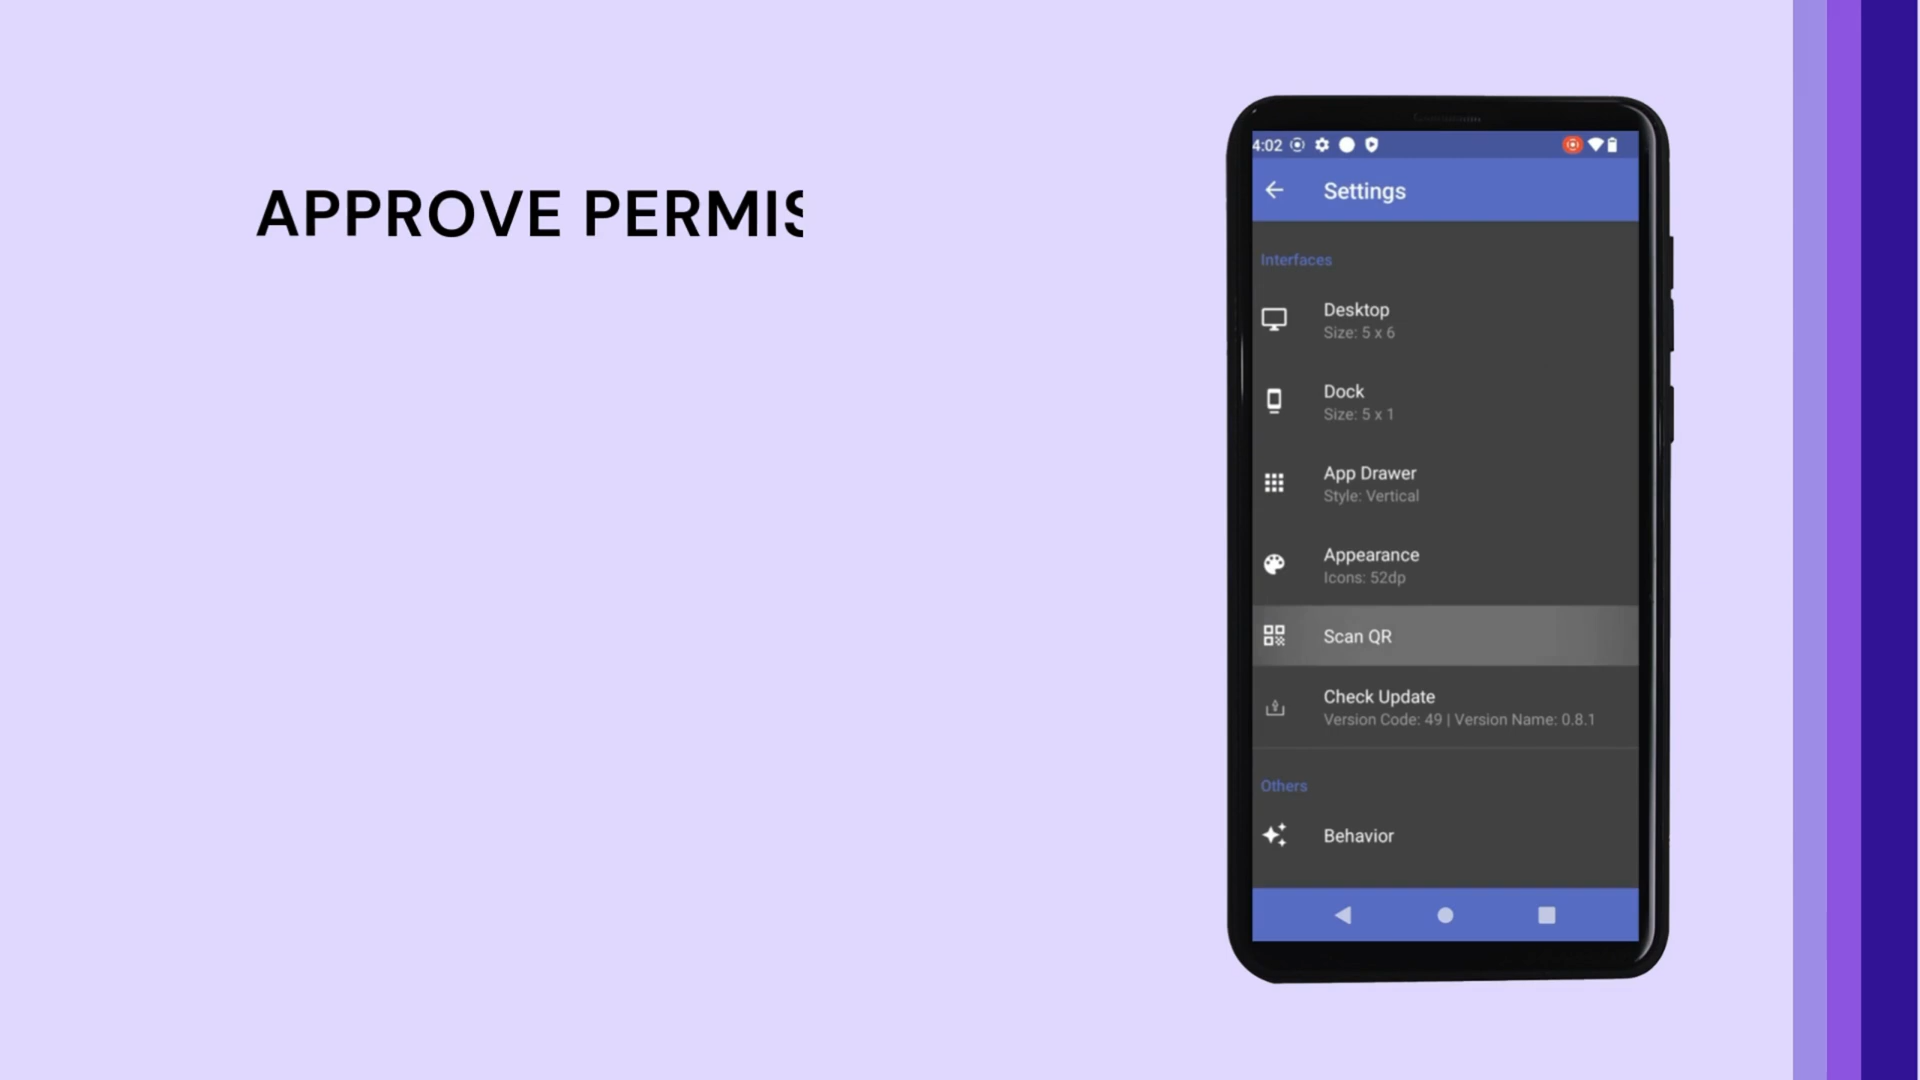 APPROVE PERMIS
4:02
Settings
Interfaces
Desktop
Size: 5 x 6
Dock
Size: 5 x 1
App Drawer
Style: Vertical
Appearance
Icons: 52dp
Scan QR
Check Update
Version Code: 49 | Version Name: 0.8.1
Others
Behavior